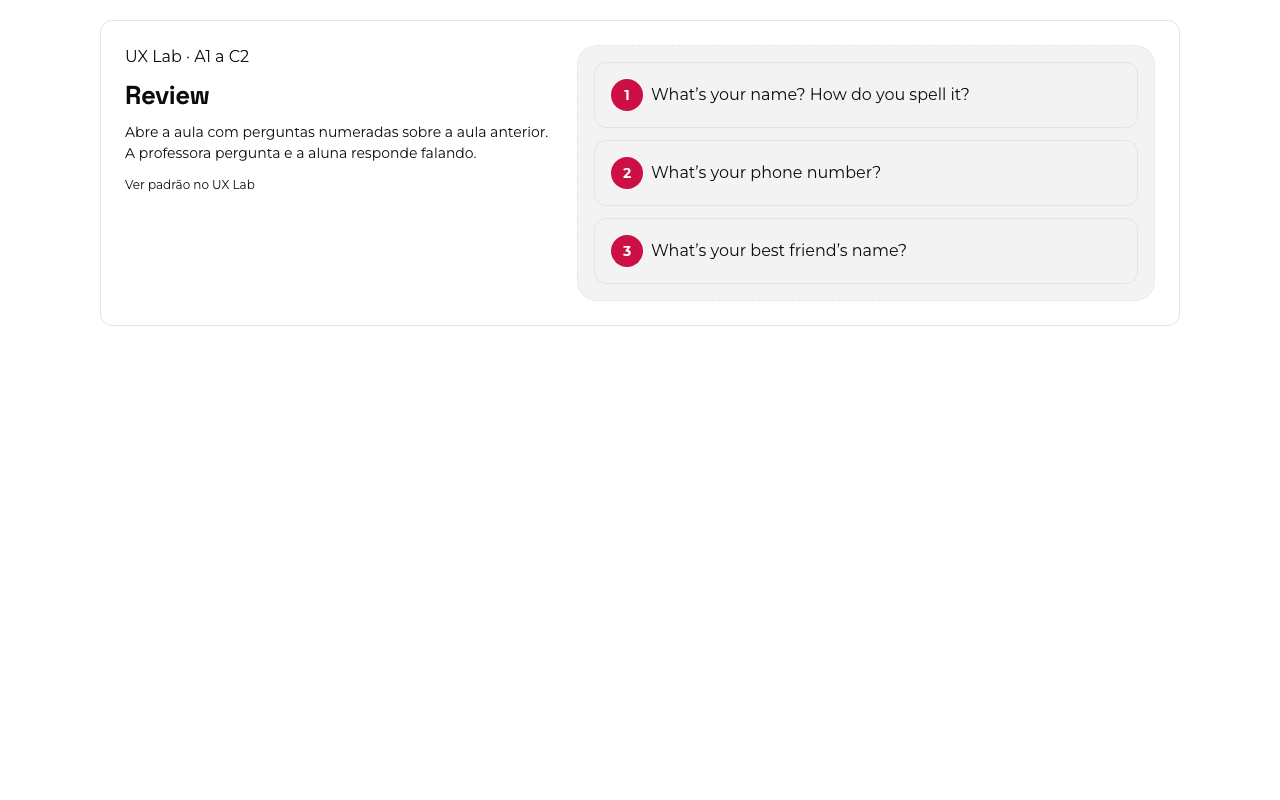 UX Lab · A1 a C2
Review
Abre a aula com perguntas numeradas sobre a aula anterior.
A professora pergunta e a aluna responde falando.
Ver padrão no UX Lab
1 What’s your name? How do you spell it?
2 What’s your phone number?
3 What’s your best friend’s name?